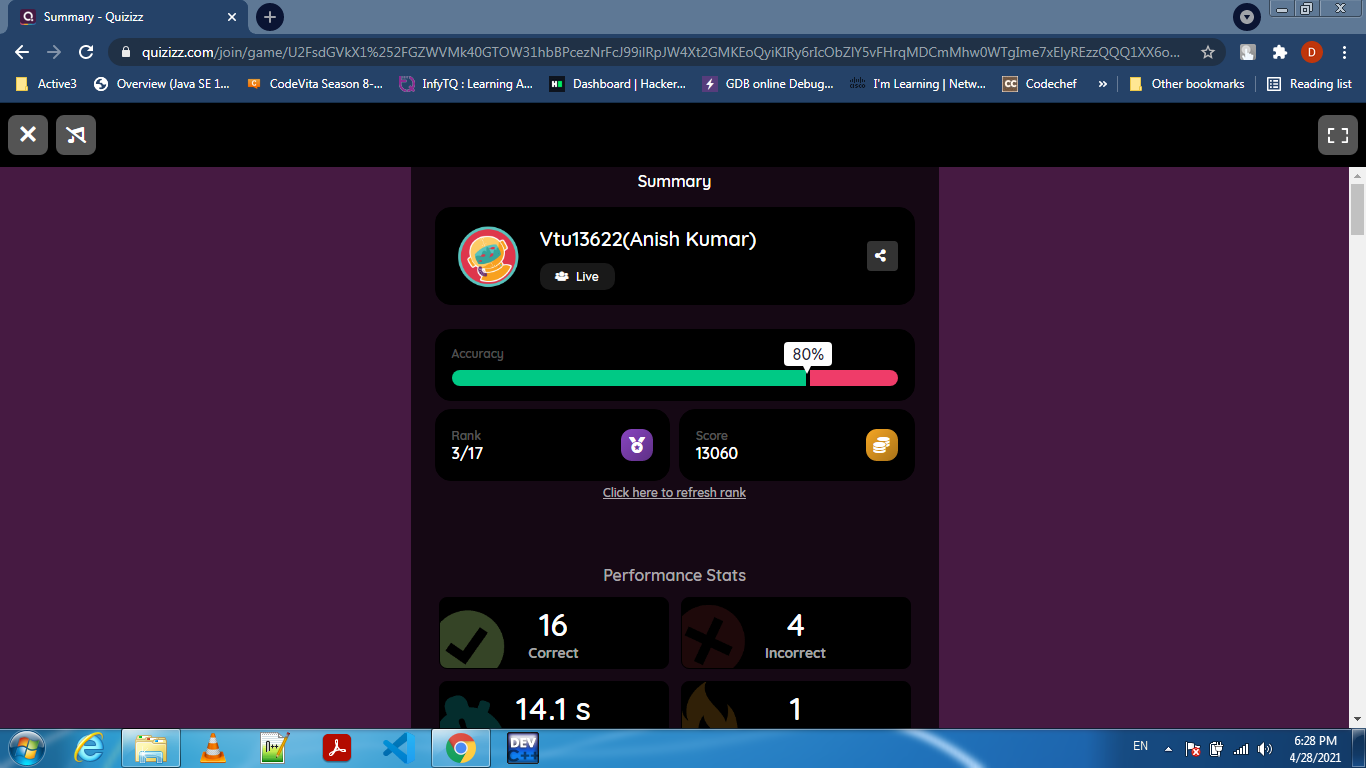 Summary - Quizizz
quizizz.com/join/game/U2FsdGVkX1%252FGZWVMk40GTOW31hbBPcezNrFcJ99iIRpJW4Xt2GMKEoQyiKIRy6rIcObZlY5vFHrqMDCmMhw0WTgIme7xElyREzzQQQ1XX6o...
D
Active3
Overview (Java SE 1...
CodeVita Season 8-...
InfyTQ : Learning A...
Dashboard | Hacker...
GDB online Debug...
I'm Learning | Netw...
CC Codechef
»
Other bookmarks
Reading list
Summary
Vtu13622(Anish Kumar)
Live
Accuracy
80%
Rank
3/17
Score
13060
Click here to refresh rank
Performance Stats
16
Correct
4
Incorrect
14.1 s
1
DEV
C++
EN
6:28 PM
4/28/2021